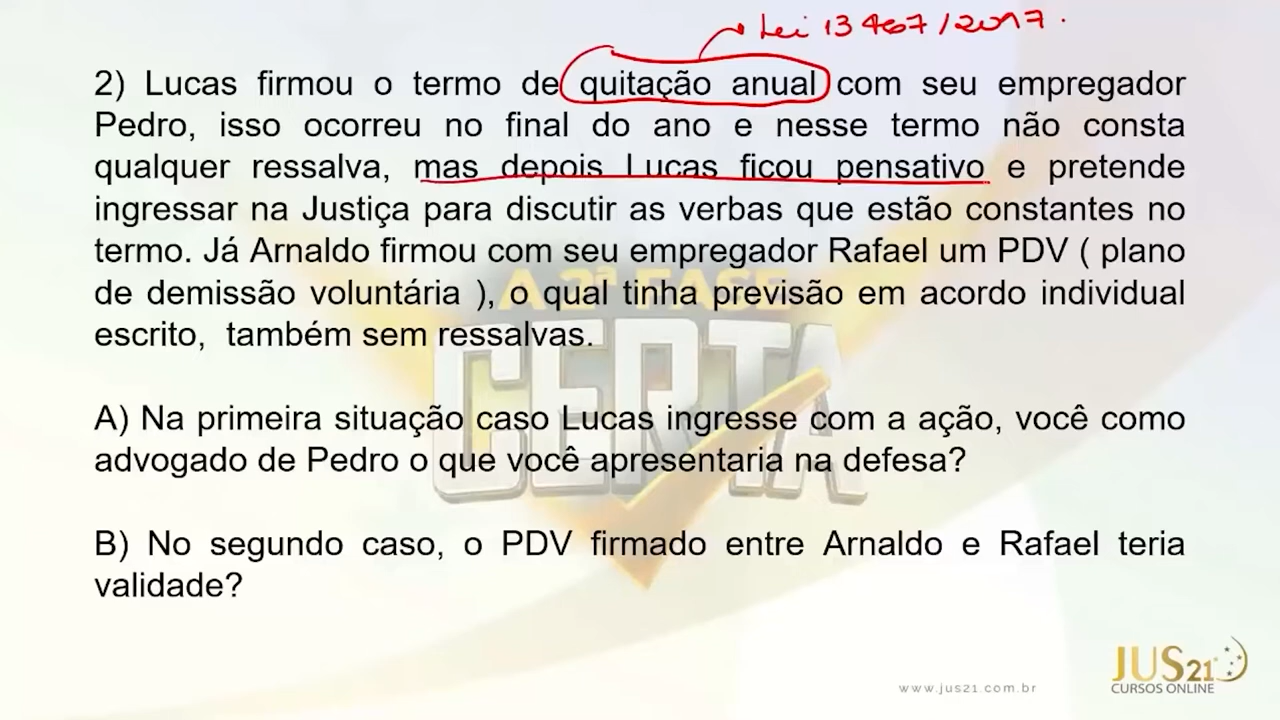 Lei 13467/2017.
2) Lucas firmou o termo de quitação anual com seu empregador
Pedro, isso ocorreu no final do ano e nesse termo não consta
qualquer ressalva, mas depois Lucas ficou pensativo e pretende
ingressar na Justiça para discutir as verbas que estão constantes no
termo. Já Arnaldo firmou com seu empregador Rafael um PDV ( plano
de demissão voluntária ), o qual tinha previsão em acordo individual
escrito, também sem ressalvas.
A 2ª FASE
CERTA
A) Na primeira situação caso Lucas ingresse com a ação, você como
advogado de Pedro o que você apresentaria na defesa?
B) No segundo caso, o PDV firmado entre Arnaldo e Rafael teria
validade?
www.jus21.com.br
JUS21
CURSOS ONLINE